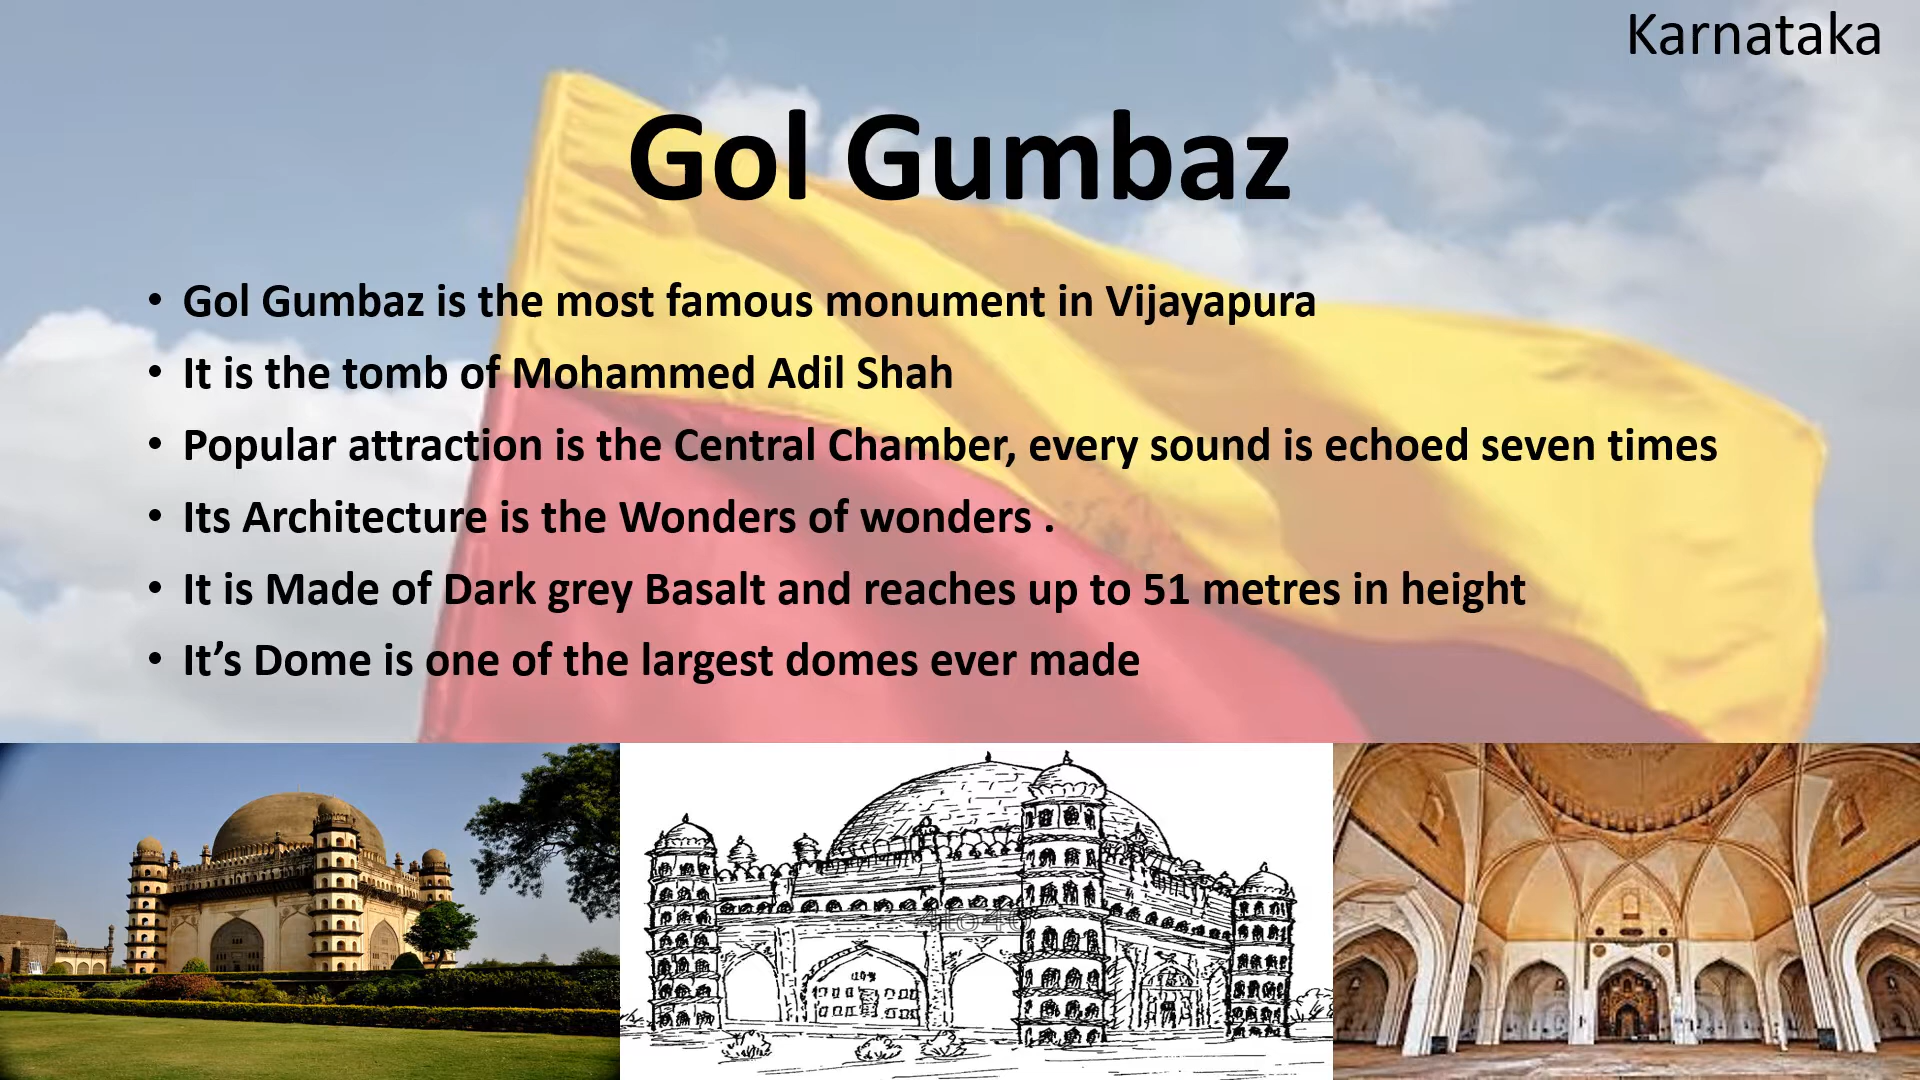 Karnataka
Gol Gumbaz
• Gol Gumbaz is the most famous monument in Vijayapura
• It is the tomb of Mohammed Adil Shah
• Popular attraction is the Central Chamber, every sound is echoed seven times
• Its Architecture is the Wonders of wonders .
• It is Made of Dark grey Basalt and reaches up to 51 metres in height
• It’s Dome is one of the largest domes ever made